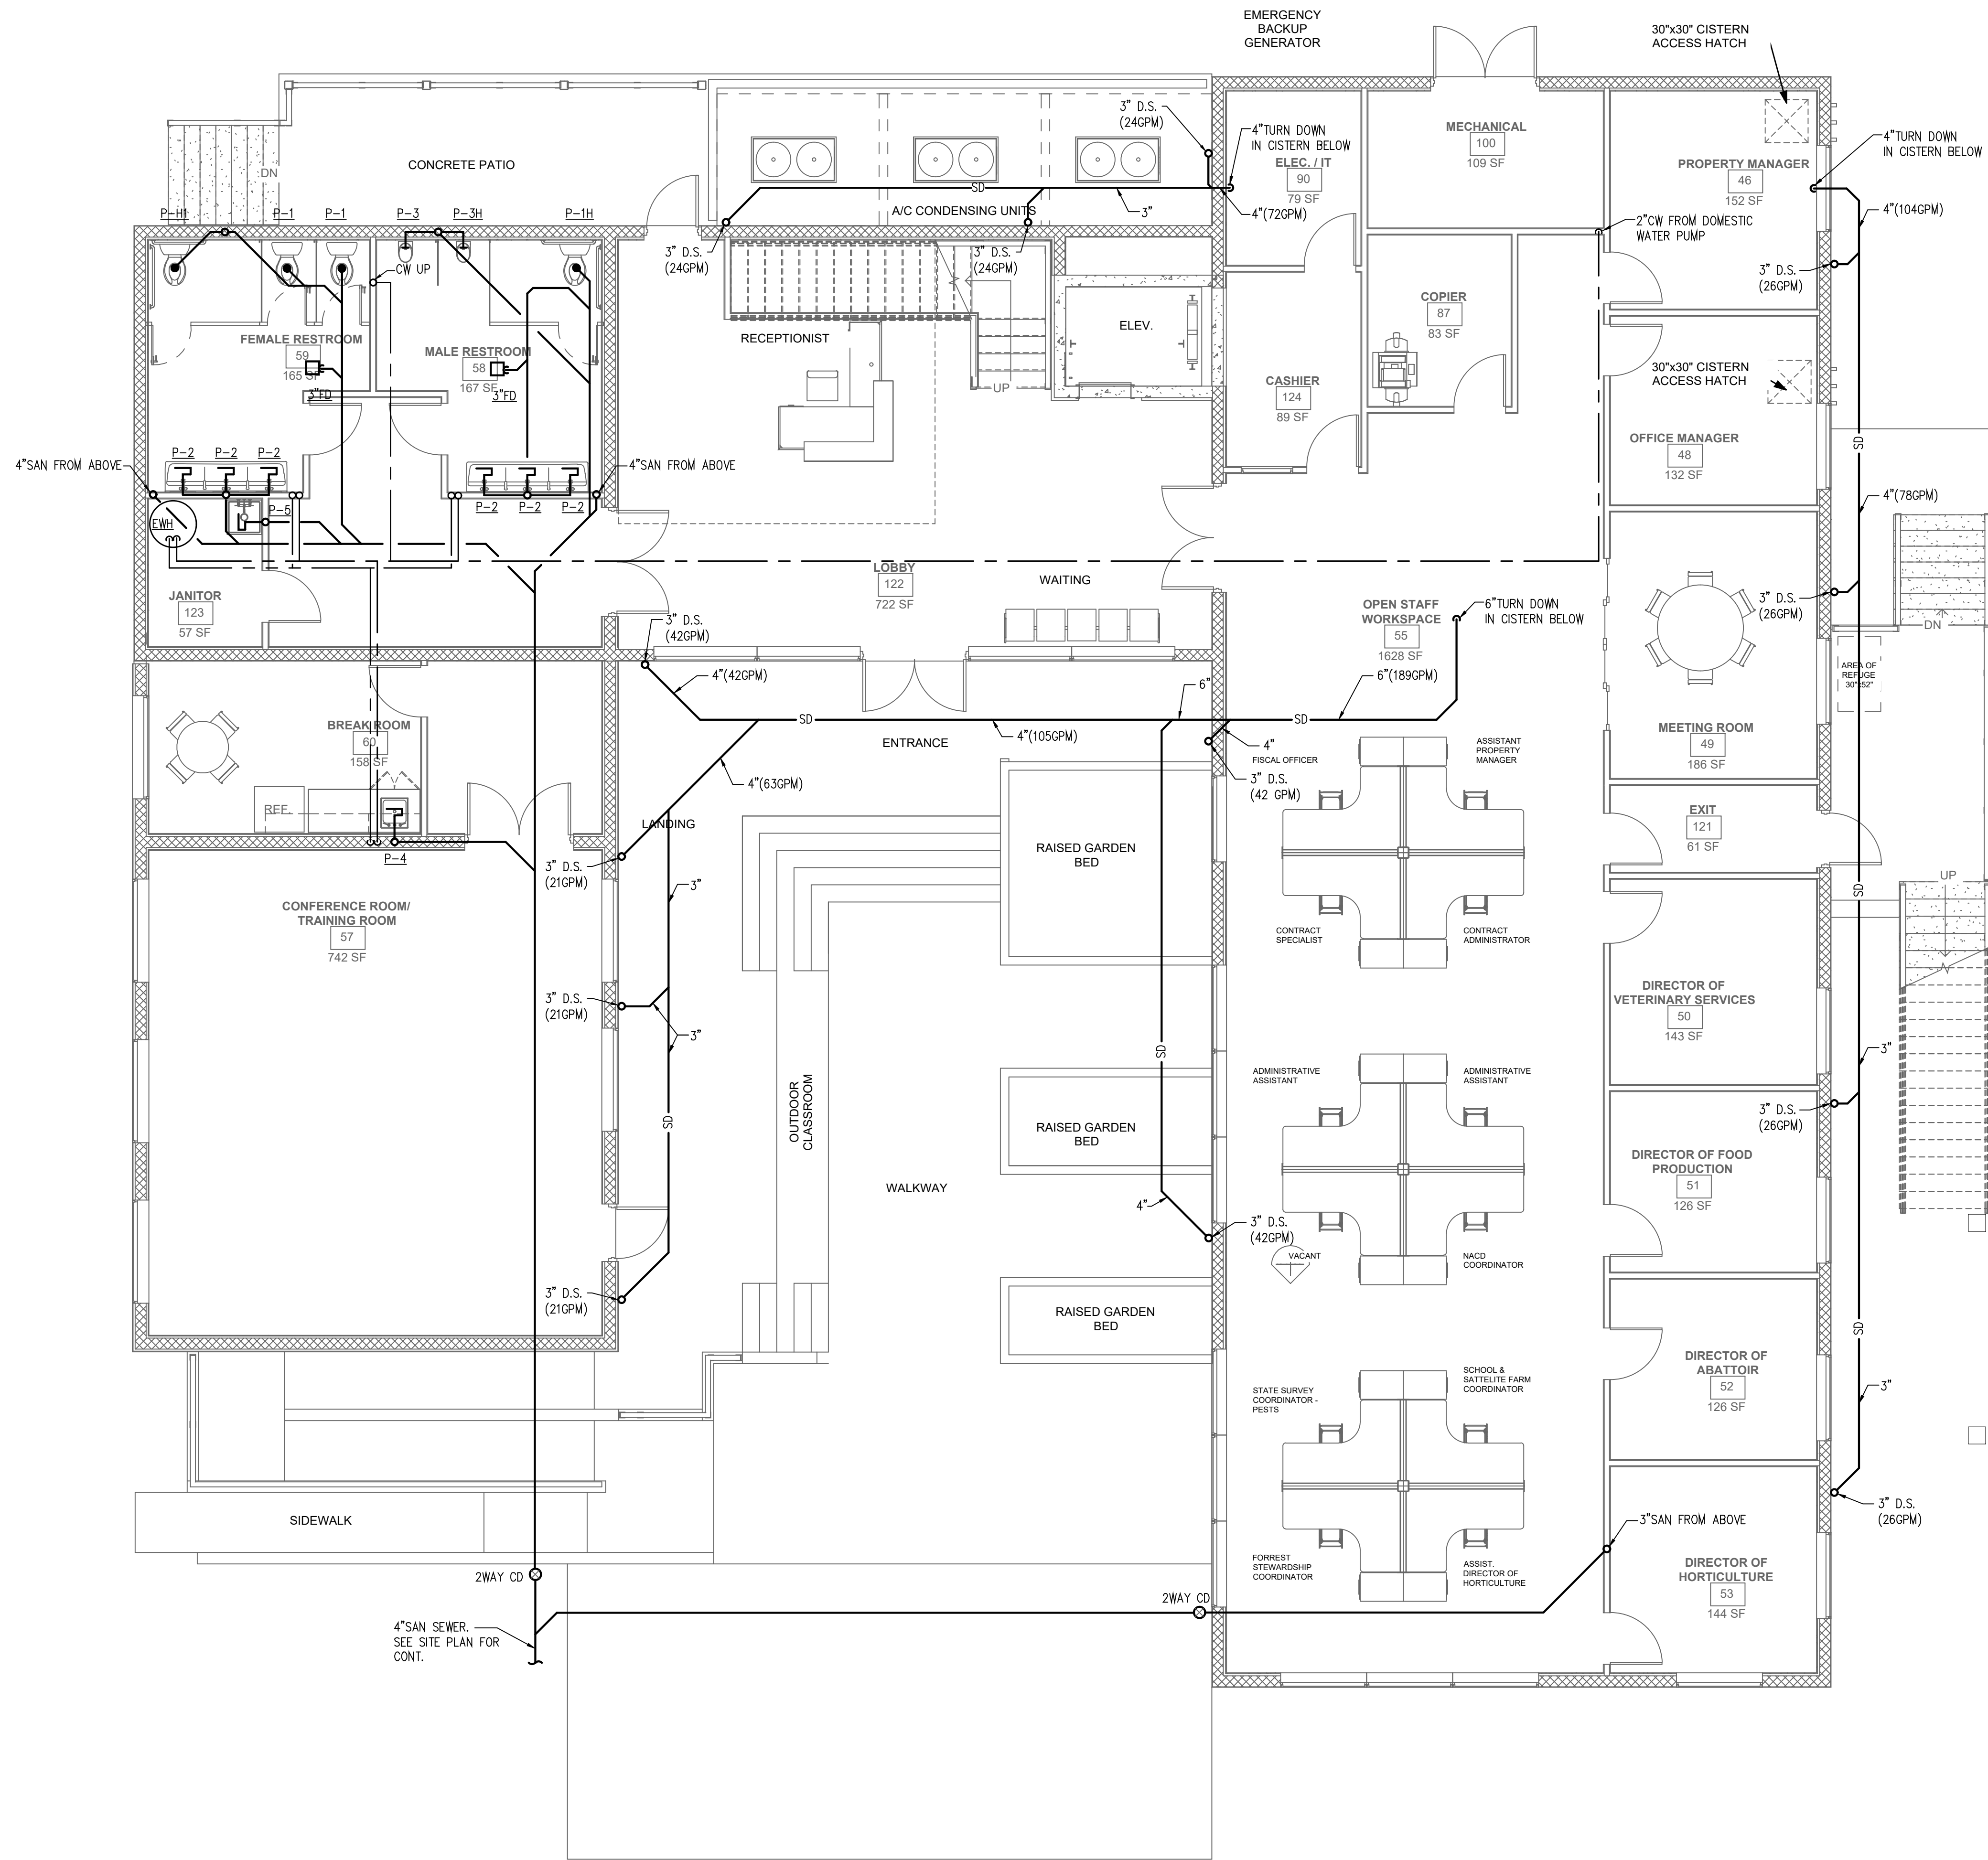 EMERGENCY
BACKUP
GENERATOR
30"x30" CISTERN
ACCESS HATCH
3" D.S.
(24GPM)
4"TURN DOWN
IN CISTERN BELOW
ELEC. / IT
90
79 SF
MECHANICAL
100
109 SF
PROPERTY MANAGER
46
152 SF
4"TURN DOWN
IN CISTERN BELOW
CONCRETE PATIO
DN
SD
A/C CONDENSING UNITS
3"
4"(72GPM)
4"(104GPM)
2"CW FROM DOMESTIC
WATER PUMP
P-H1
P-1
P-1
P-3
P-3H
P-1H
CW UP
3" D.S.
(24GPM)
3" D.S.
(24GPM)
3" D.S.
(26GPM)
COPIER
87
83 SF
RECEPTIONIST
ELEV.
UP
FEMALE RESTROOM
59
165 SF
3"FD
MALE RESTROOM
58
167 SF
3"FD
CASHIER
124
89 SF
30"x30" CISTERN
ACCESS HATCH
OFFICE MANAGER
48
132 SF
SD
4"SAN FROM ABOVE
P-2
P-2
P-2
4"SAN FROM ABOVE
P-2
P-2
P-2
P-5
EWH
4"(78GPM)
JANITOR
123
57 SF
LOBBY
122
722 SF
WAITING
OPEN STAFF
WORKSPACE
55
1628 SF
6"TURN DOWN
IN CISTERN BELOW
3" D.S.
(26GPM)
DN
AREA OF
REFUGE
30"x52"
3" D.S.
(42GPM)
4"(42GPM)
6"(189GPM)
6"
SD
SD
4"(105GPM)
ENTRANCE
4"
FISCAL OFFICER
3" D.S.
(42 GPM)
ASSISTANT
PROPERTY
MANAGER
MEETING ROOM
49
186 SF
BREAK ROOM
60
158 SF
REF.
P-4
4"(63GPM)
LANDING
3" D.S.
(21GPM)
3"
RAISED GARDEN
BED
EXIT
121
61 SF
UP
SD
CONFERENCE ROOM/
TRAINING ROOM
57
742 SF
CONTRACT
SPECIALIST
CONTRACT
ADMINISTRATOR
3" D.S.
(21GPM)
3"
DIRECTOR OF
VETERINARY SERVICES
50
143 SF
3"
SD
SD
OUTDOOR
CLASSROOM
ADMINISTRATIVE
ASSISTANT
ADMINISTRATIVE
ASSISTANT
3" D.S.
(26GPM)
RAISED GARDEN
BED
DIRECTOR OF FOOD
PRODUCTION
51
126 SF
WALKWAY
4"
3" D.S.
(42GPM)
VACANT
NACD
COORDINATOR
3" D.S.
(21GPM)
RAISED GARDEN
BED
SD
DIRECTOR OF
ABATTOIR
52
126 SF
3"
STATE SURVEY
COORDINATOR -
PESTS
SCHOOL &
SATTELITE FARM
COORDINATOR
SIDEWALK
3" D.S.
(26GPM)
3"SAN FROM ABOVE
FORREST
STEWARDSHIP
COORDINATOR
ASSIST.
DIRECTOR OF
HORTICULTURE
DIRECTOR OF
HORTICULTURE
53
144 SF
2WAY CD
2WAY CD
4"SAN SEWER.
SEE SITE PLAN FOR
CONT.